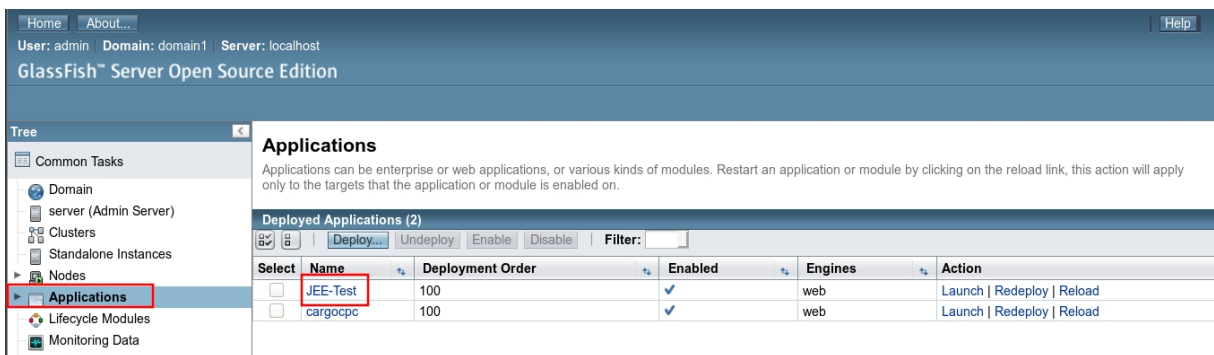 Home About...
Help
User: admin Domain: domain1 Server: localhost
GlassFish™ Server Open Source Edition
Tree
Common Tasks
Domain
server (Admin Server)
Clusters
Standalone Instances
Nodes
Applications
Lifecycle Modules
Monitoring Data
Applications
Applications can be enterprise or web applications, or various kinds of modules. Restart an application or module by clicking on the reload link, this action will apply
only to the targets that the application or module is enabled on.
Deployed Applications (2)
Deploy... Undeploy Enable Disable Filter:
Select Name Deployment Order Enabled Engines Action
JEE-Test 100 web Launch | Redeploy | Reload
cargocpc 100 web Launch | Redeploy | Reload